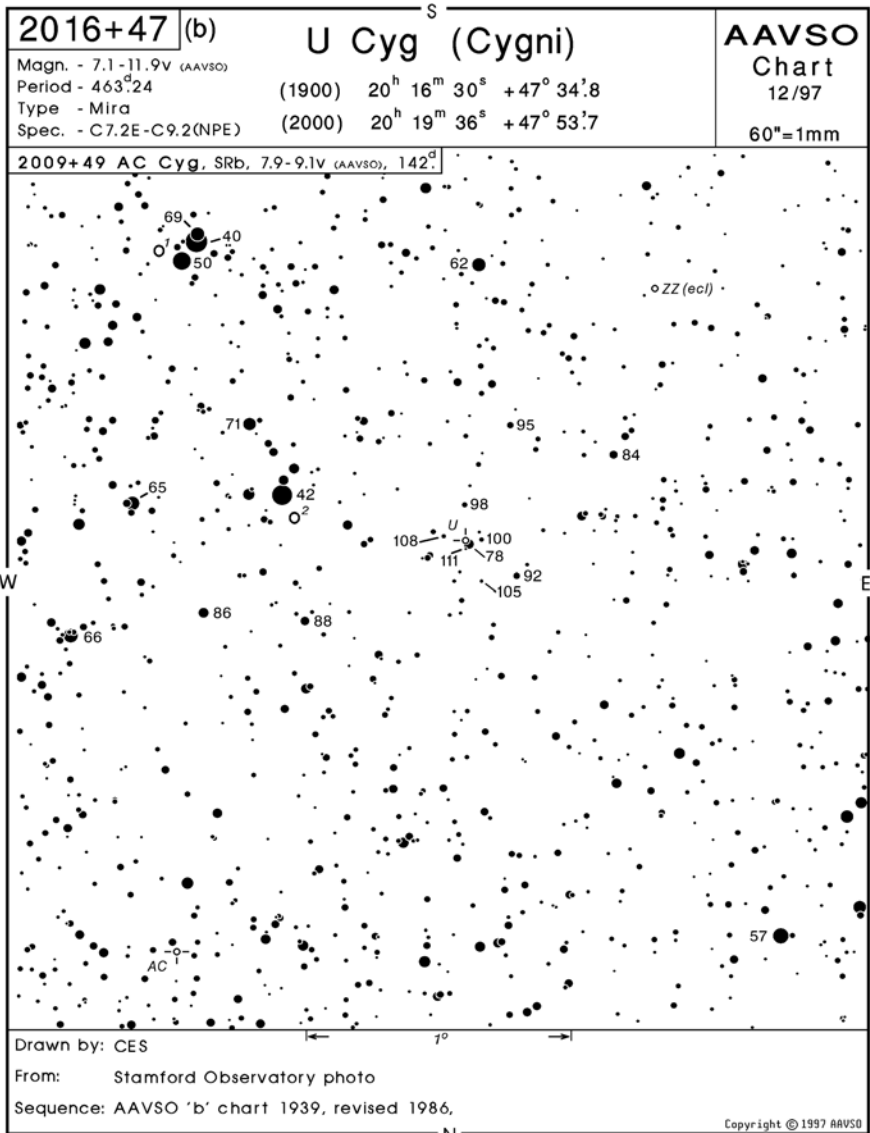 S
2016+47 (b)
U Cyg (Cygni)
AAVSO
Chart
12/97
60"=1mm
Magn. - 7.1-11.9v (AAVSO)
Period - 463ᵈ.24
Type - Mira
Spec. - C7.2E-C9.2(NPE)
(1900) 20ʰ 16ᵐ 30ˢ +47° 34'.8
(2000) 20ʰ 19ᵐ 36ˢ +47° 53'.7
2009+49 AC Cyg, SRb, 7.9-9.1v (AAVSO), 142ᵈ.
69
1
40
50
62
ZZ (ecl)
71
95
84
65
42
98
2
U
108
100
78
111
92
W
E
105
86
88
66
57
AC
1°
Drawn by: CES
From: Stamford Observatory photo
Sequence: AAVSO 'b' chart 1939, revised 1986,
Copyright © 1997 AAVSO
N